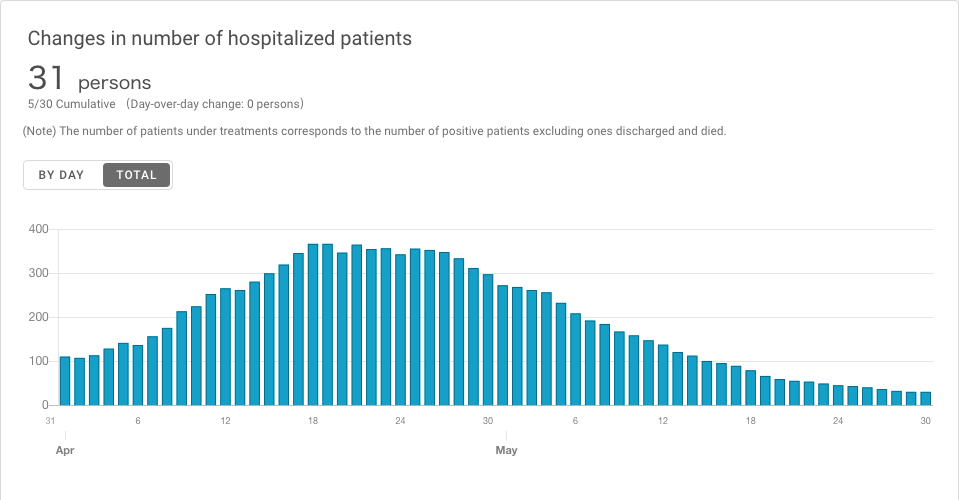 Changes in number of hospitalized patients
31 persons
5/30 Cumulative （Day-over-day change: 0 persons）
(Note) The number of patients under treatments corresponds to the number of positive patients excluding ones discharged and died.
BY DAY TOTAL
400
300
200
100
0
31 6 12 18 24 30 6 12 18 24 30
Apr May